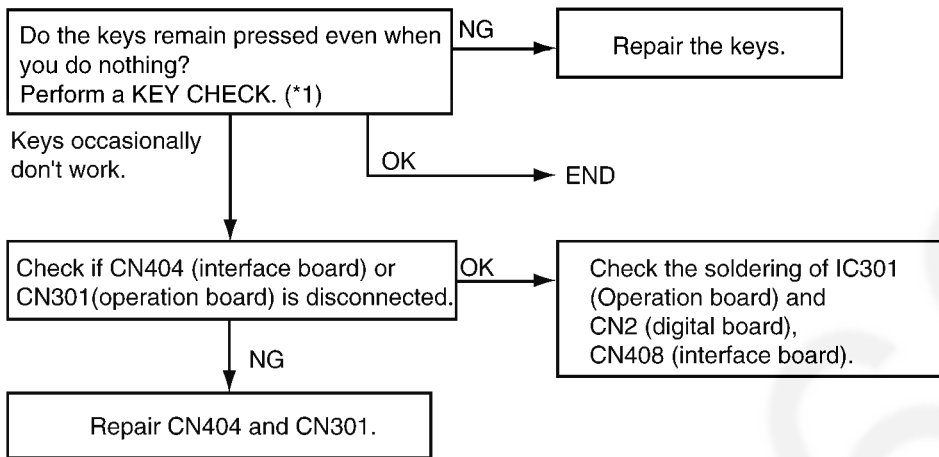 Do the keys remain pressed even when
you do nothing?
Perform a KEY CHECK. (*1)
NG
Repair the keys.
Keys occasionally
don't work.
OK
END
Check if CN404 (interface board) or
CN301(operation board) is disconnected.
OK
Check the soldering of IC301
(Operation board) and
CN2 (digital board),
CN408 (interface board).
NG
Repair CN404 and CN301.